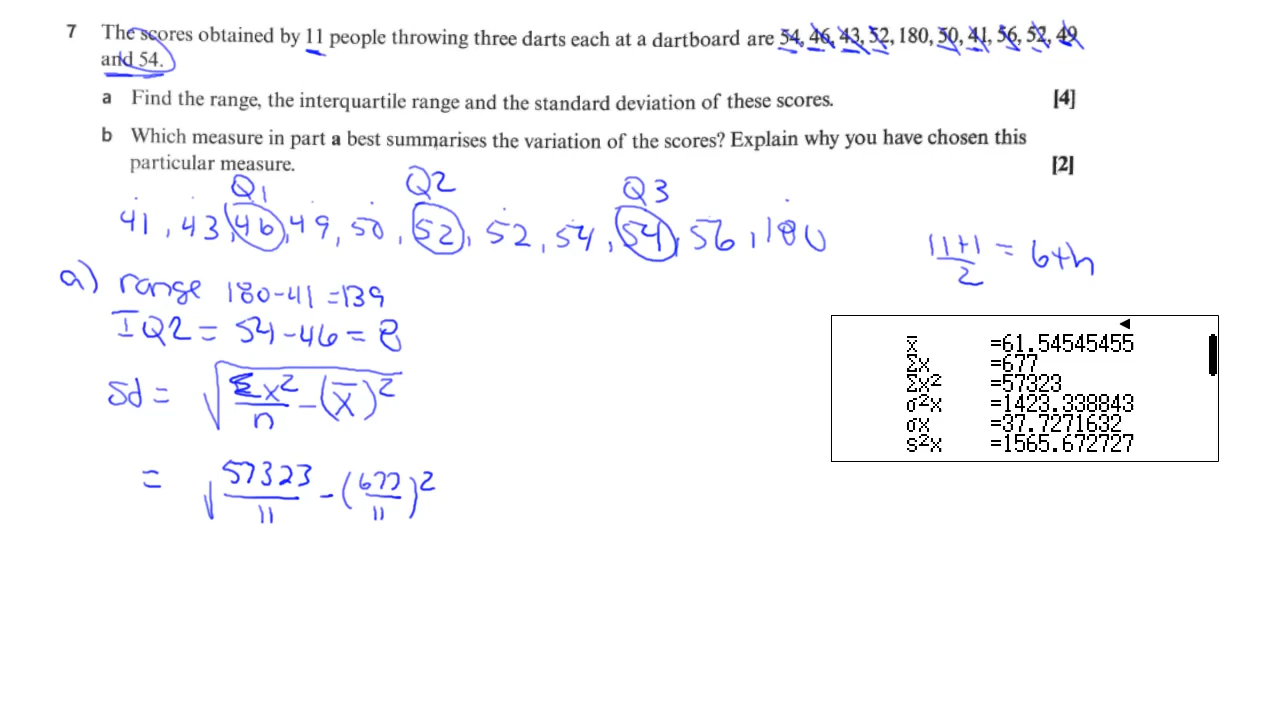 7 The scores obtained by 11 people throwing three darts each at a dartboard are 54, 46, 43, 52, 180, 50, 41, 56, 52, 49
and 54.
a Find the range, the interquartile range and the standard deviation of these scores. [4]
b Which measure in part a best summarises the variation of the scores? Explain why you have chosen this
particular measure. [2]
Q1 Q2 Q3
41, 43, 46, 49, 50, 52, 52, 54, 54, 56, 180
11+1/2 = 6th
a) range 180-41 =139
IQ2 = 54-46 = 8
Sd = √Σx²/n - (x̄)²
= √57323/11 - (677/11)²
x̄ =61.54545455
Σx =677
Σx² =57323
σ²x =1423.338843
σx =37.7271632
s²x =1565.672727